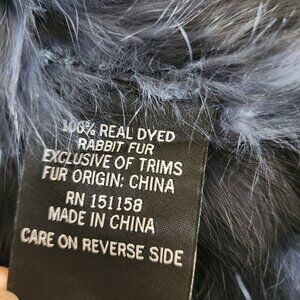 100% REAL DYED
RABBIT FUR
EXCLUSIVE OF TRIMS
FUR ORIGIN: CHINA
RN 151158
MADE IN CHINA
CARE ON REVERSE SIDE